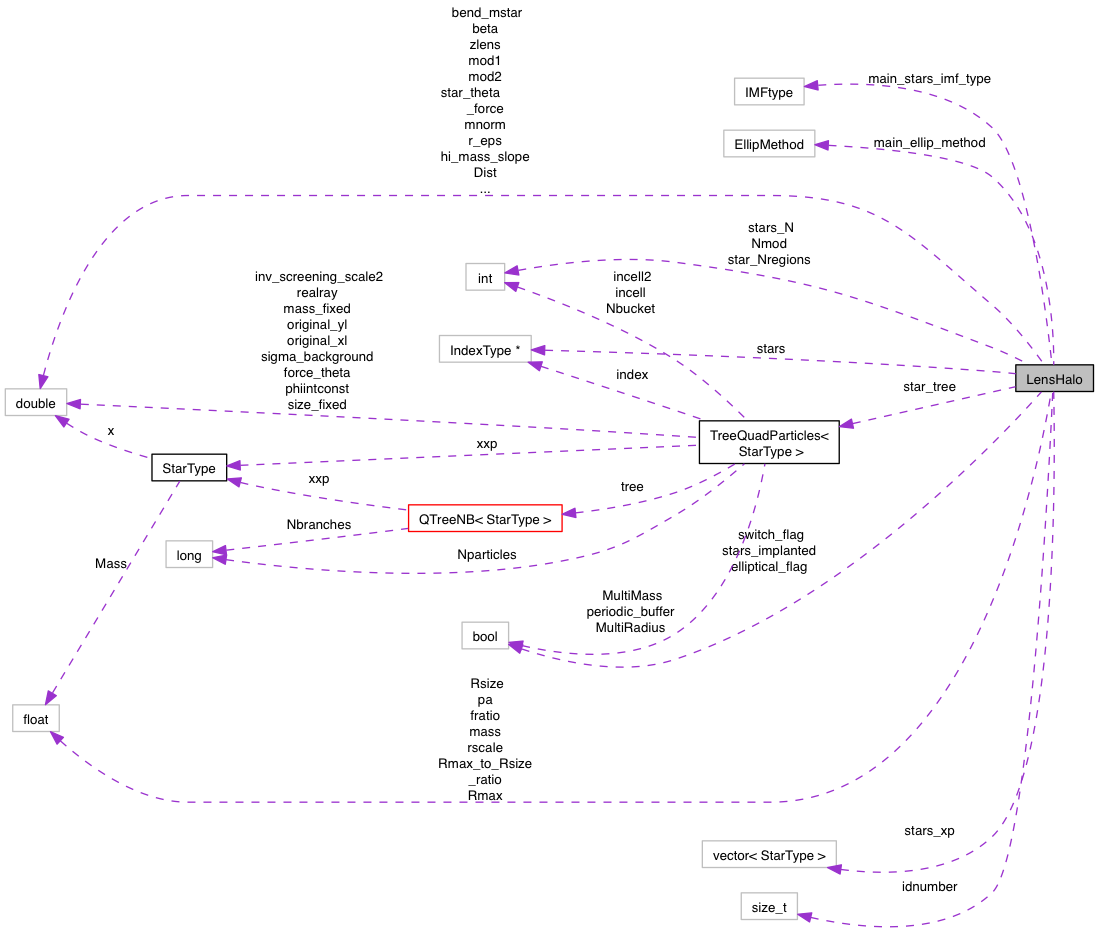 bend_mstar
beta
zlens
mod1
mod2
star_theta
_force
mnorm
r_eps
hi_mass_slope
Dist
...
main_stars_imf_type
IMFtype
main_ellip_method
EllipMethod
stars_N
Nmod
star_Nregions
int
incell2
incell
Nbucket
inv_screening_scale2
realray
mass_fixed
original_yl
original_xl
sigma_background
force_theta
phiintconst
size_fixed
IndexType *
stars
index
LensHalo
star_tree
double
x
TreeQuadParticles<
StarType >
xxp
StarType
xxp
tree
QTreeNB< StarType >
Nbranches
long
Nparticles
Mass
switch_flag
stars_implanted
elliptical_flag
MultiMass
periodic_buffer
MultiRadius
bool
float
Rsize
pa
fratio
mass
rscale
Rmax_to_Rsize
_ratio
Rmax
stars_xp
vector< StarType >
idnumber
size_t